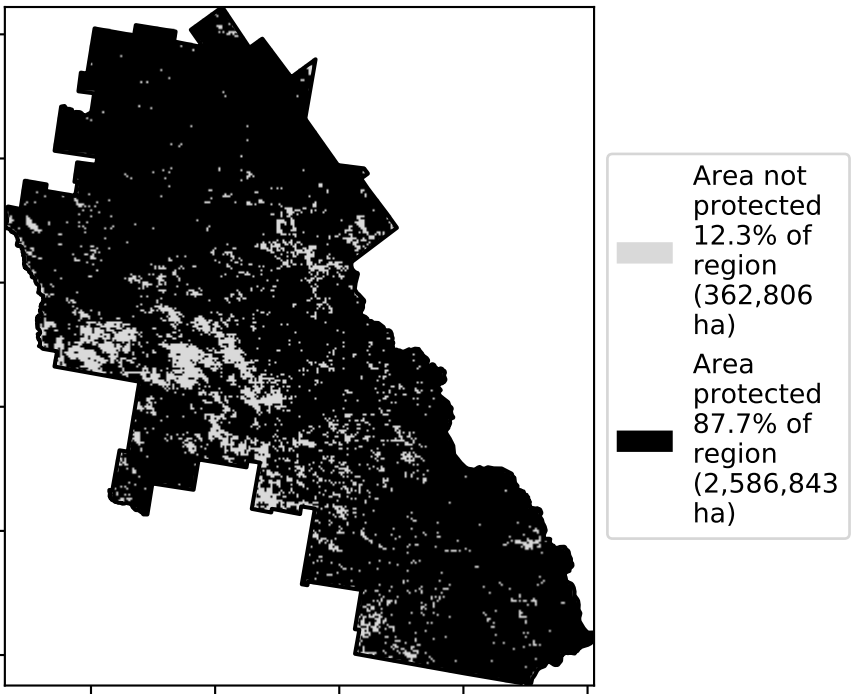 Area not
protected
12.3% of
region
(362,806
ha)
Area
protected
87.7% of
region
(2,586,843
ha)